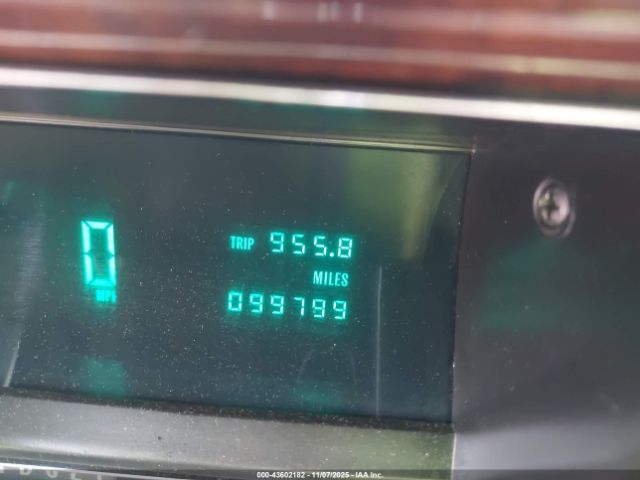 0
MPH
TRIP 955.8
MILES
099799
000-43602182 - 11/07/2025 - IAA Inc.